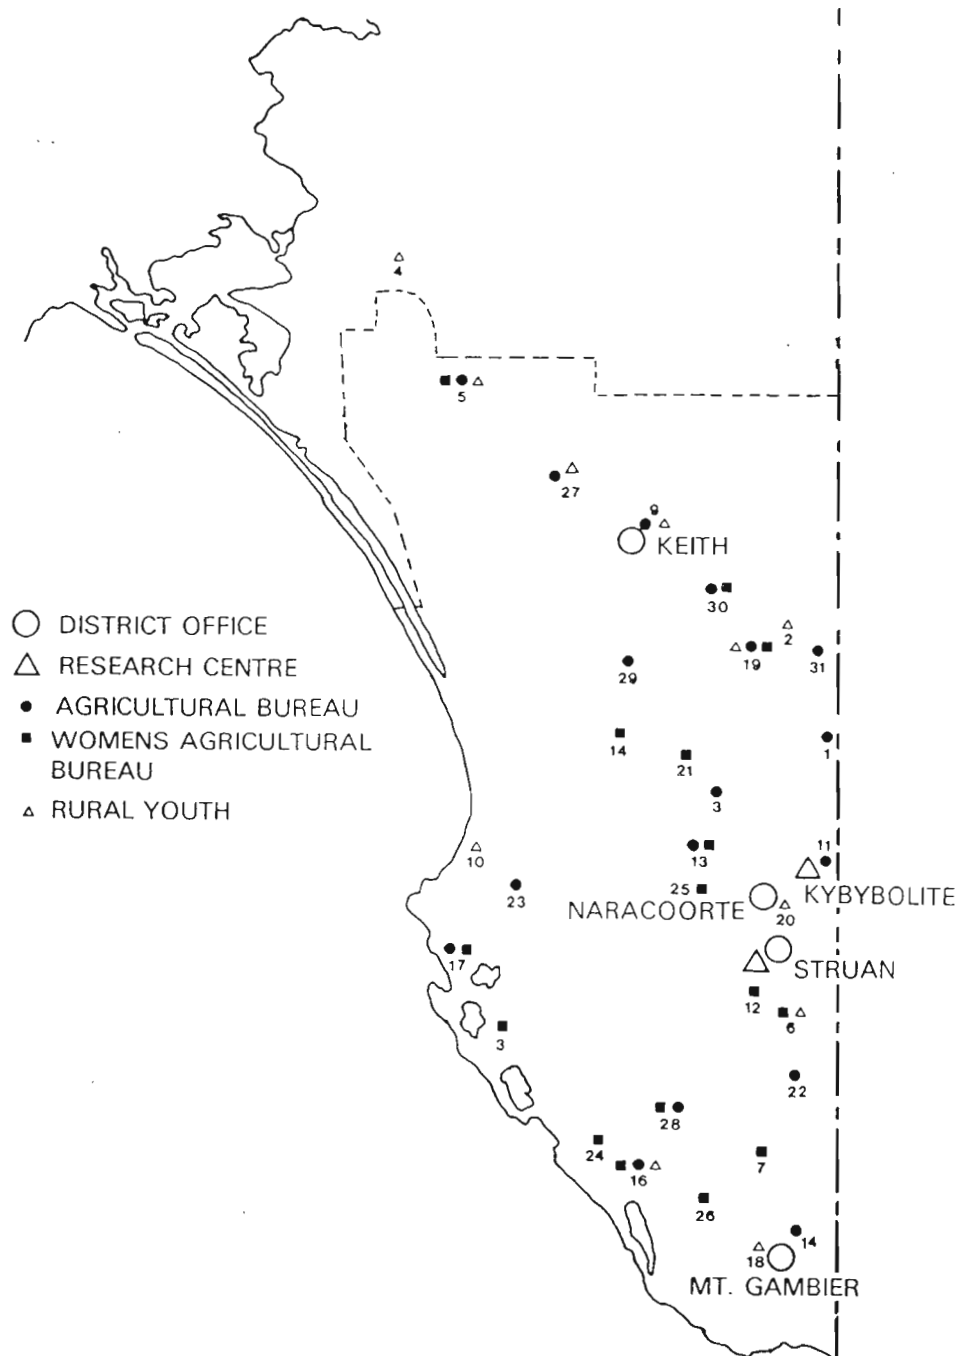 4
5
27
9
KEITH
30
2
19
31
29
DISTRICT OFFICE
RESEARCH CENTRE
AGRICULTURAL BUREAU
WOMENS AGRICULTURAL
BUREAU
RURAL YOUTH
14
1
21
3
11
13
10
25
KYBYBOLITE
23
NARACOORTE
20
17
STRUAN
12
6
3
22
28
24
7
16
26
14
18
MT. GAMBIER